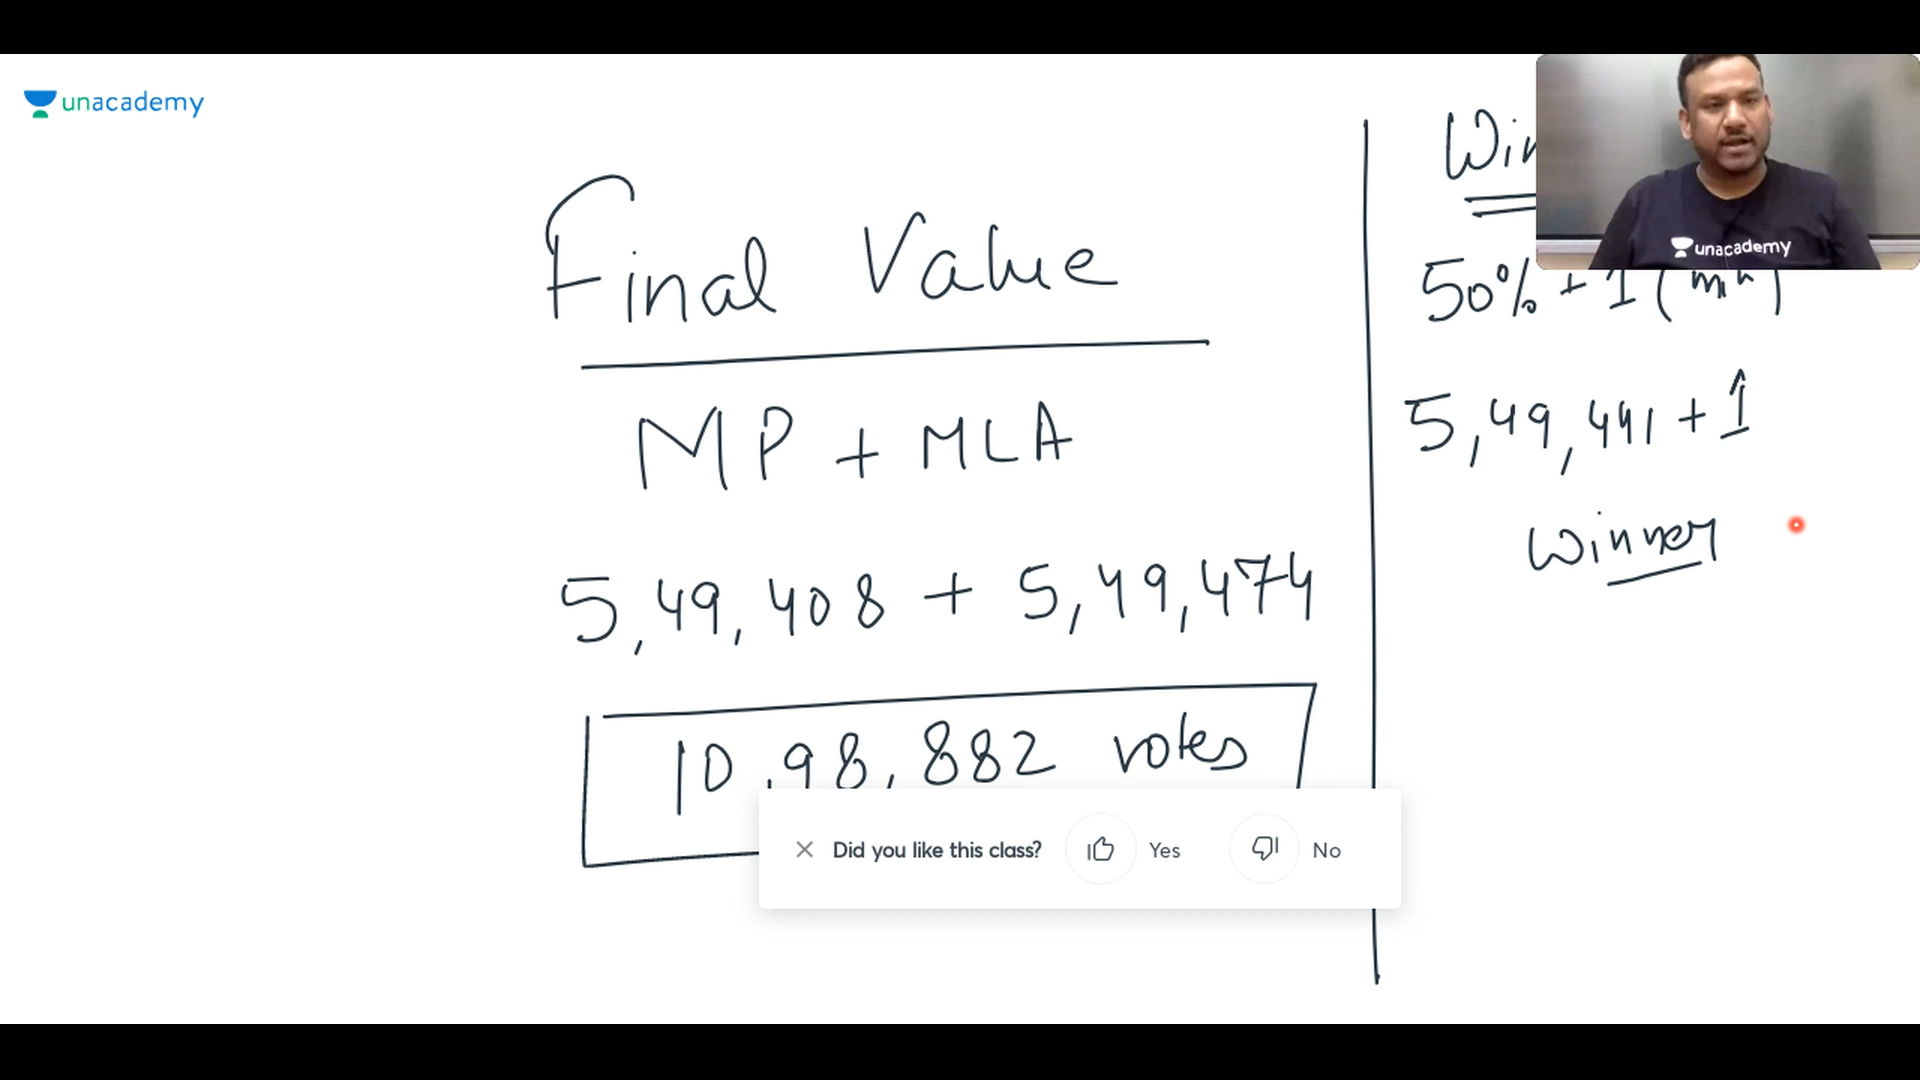 unacademy
Final Value
MP + MLA
5,49,408 + 5,49,474
10,98,882 votes
50% + 1 (min)
5,49,441 + 1
Winner
unacademy
Did you like this class? Yes No